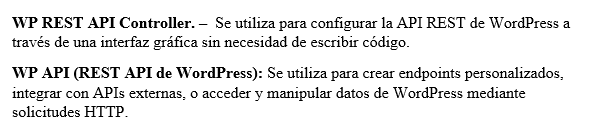 WP REST API Controller. – Se utiliza para configurar la API REST de WordPress a
través de una interfaz gráfica sin necesidad de escribir código.
WP API (REST API de WordPress): Se utiliza para crear endpoints personalizados,
integrar con APIs externas, o acceder y manipular datos de WordPress mediante
solicitudes HTTP.